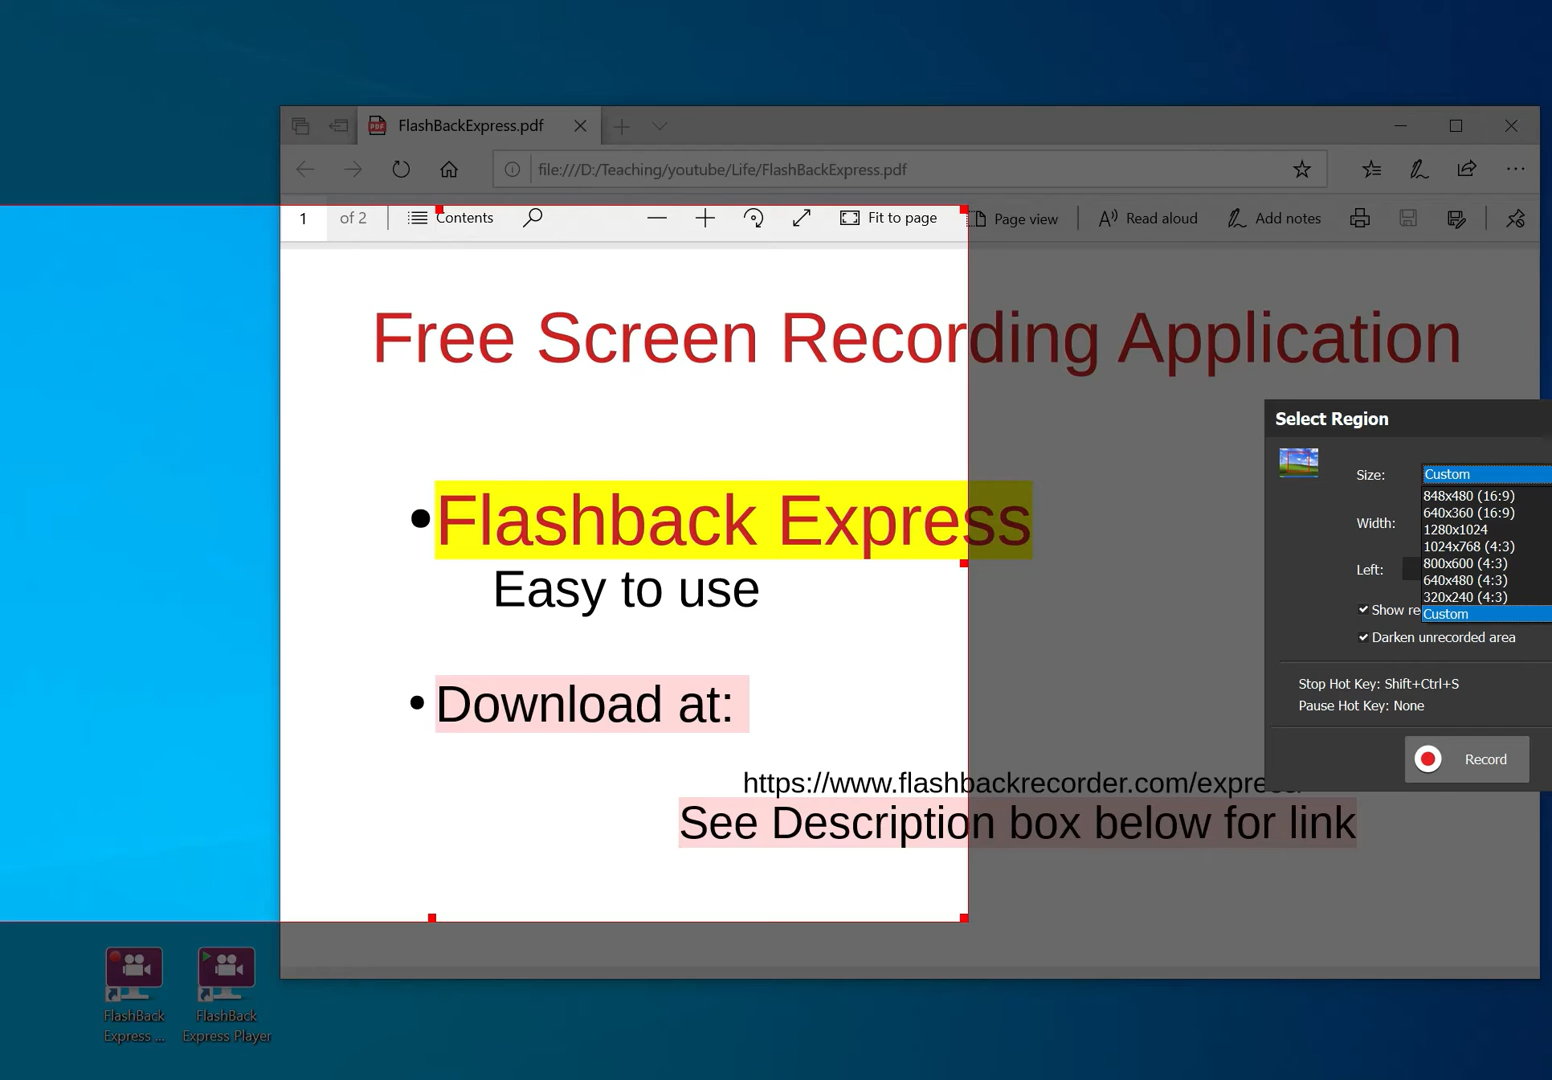 FlashBackExpress.pdf
file:///D:/Teaching/youtube/Life/FlashBackExpress.pdf
1 of 2 Contents Fit to page Page view Read aloud Add notes
Free Screen Recording Application
•Flashback Express
Easy to use
• Download at:
https://www.flashbackrecorder.com/express/
See Description box below for link
Select Region
Size: Custom
848x480 (16:9)
640x360 (16:9)
1280x1024
1024x768 (4:3)
800x600 (4:3)
640x480 (4:3)
320x240 (4:3)
Custom
Width:
Left:
Show re
Darken unrecorded area
Stop Hot Key: Shift+Ctrl+S
Pause Hot Key: None
Record
FlashBack
Express ...
FlashBack
Express Player